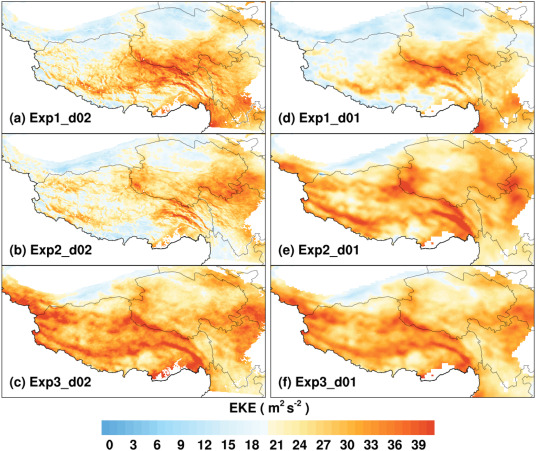 (a) Exp1_d02
(d) Exp1_d01
(b) Exp2_d02
(e) Exp2_d01
(c) Exp3_d02
(f) Exp3_d01
EKE ( m² s⁻² )
0 3 6 9 12 15 18 21 24 27 30 33 36 39